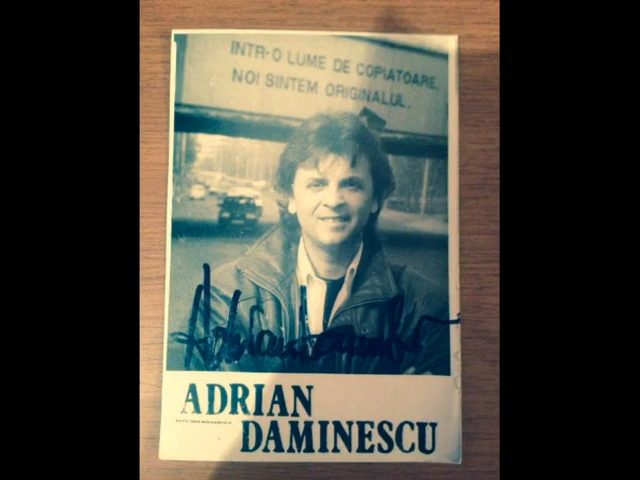 INTR-O LUME DE COPIATOARE,
NOI SINTEM ORIGINALUL.
ADRIAN
DAMINESCU